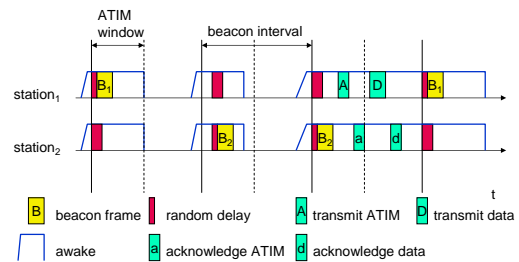 ATIM
window
beacon interval
station1
B1
A
D
B1
station2
B2
B2
a
d
t
B beacon frame
random delay
A transmit ATIM
D transmit data
awake
a acknowledge ATIM
d acknowledge data